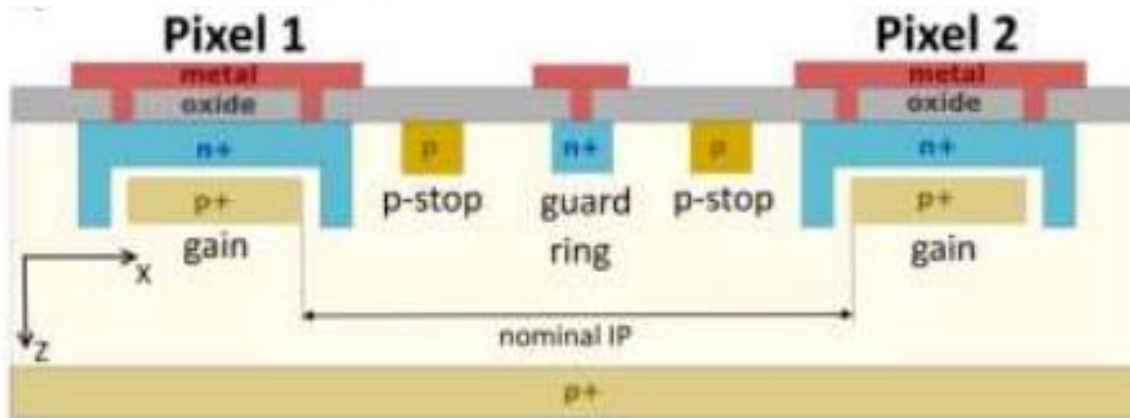 Pixel 1
Pixel 2
metal
metal
oxide
oxide
n+
p
n+
p
n+
p+
p-stop
guard
ring
p-stop
p+
gain
gain
X
nominal IP
Z
p+